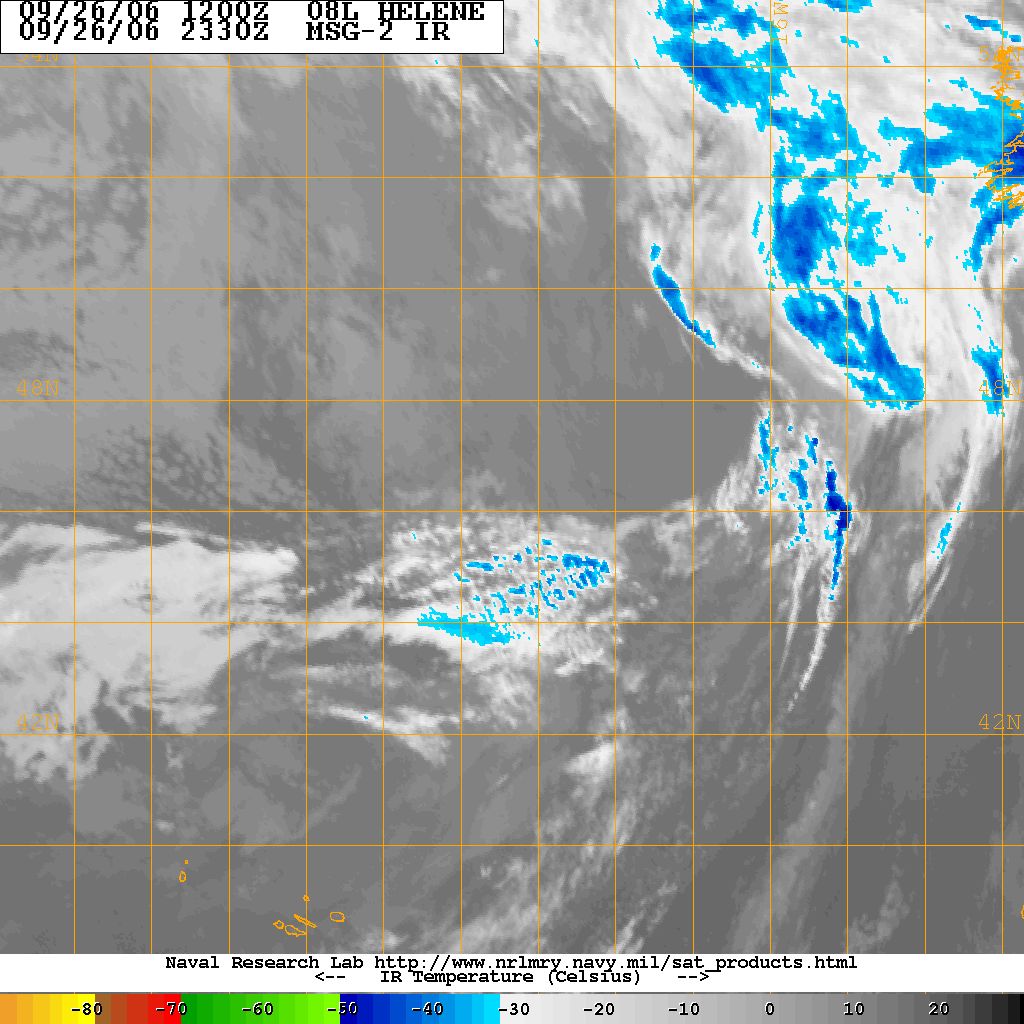 09/26/06 1200Z 08L HELENE
09/26/06 2330Z MSG-2 IR
54N
48N 48N
42N 42N
Naval Research Lab http://www.nrlmry.navy.mil/sat_products.html
<-- IR Temperature (Celsius) -->
-80 -70 -60 -50 -40 -30 -20 -10 0 10 20